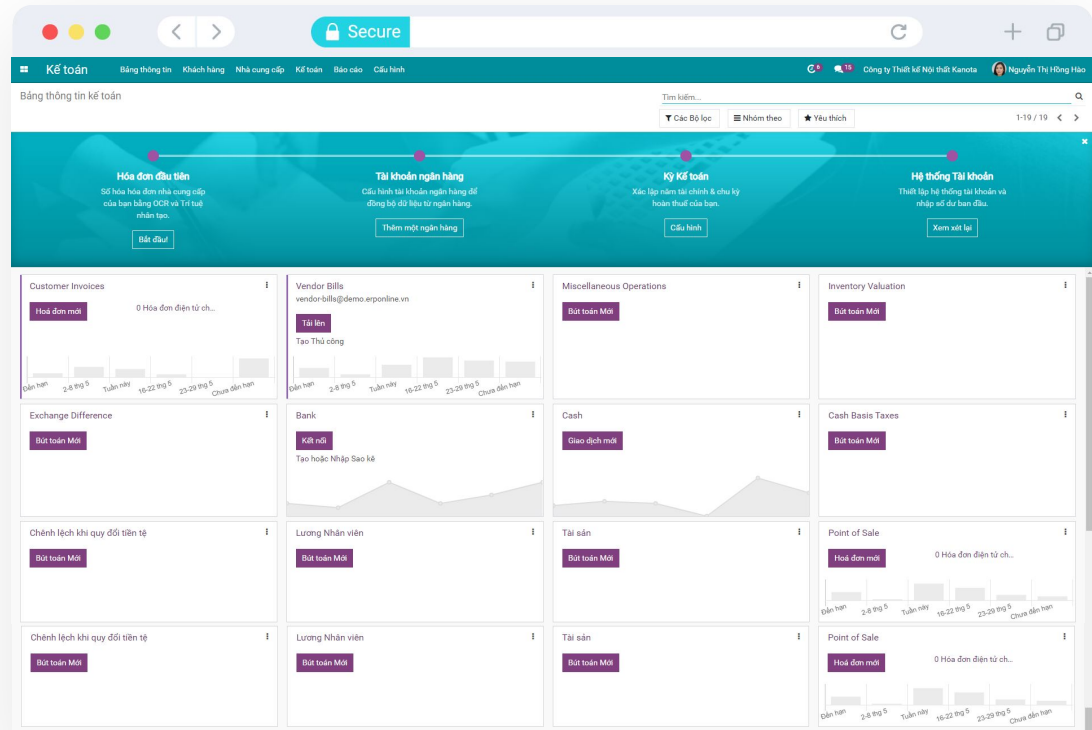 Secure
Kế toán
Bảng thông tin Khách hàng Nhà cung cấp Kế toán Báo cáo Cấu hình
6 15 Công ty Thiết kế Nội thất Kanota Nguyễn Thị Hồng Hào
Bảng thông tin kế toán
Tìm kiếm...
Các Bộ lọc Nhóm theo Yêu thích
1-19 / 19
Hóa đơn đầu tiên
Số hóa hóa đơn nhà cung cấp
của bạn bằng OCR và Trí tuệ
nhân tạo.
Bắt đầu!
Tài khoản ngân hàng
Cấu hình tài khoản ngân hàng để
đồng bộ dữ liệu từ ngân hàng.
Thêm một ngân hàng
Kỳ Kế toán
Xác lập năm tài chính & chu kỳ
hoàn thuế của bạn.
Cấu hình
Hệ thống Tài khoản
Thiết lập hệ thống tài khoản và
nhập số dư ban đầu.
Xem xét lại
Customer Invoices
Hoá đơn mới
0 Hóa đơn điện tử ch...
Đến hạn 2-8 thg 5 Tuần này 16-22 thg 5 23-29 thg 5 Chưa đến hạn
Vendor Bills
vendor-bills@demo.erponline.vn
Tải lên
Tạo Thủ công
Đến hạn 2-8 thg 5 Tuần này 16-22 thg 5 23-29 thg 5 Chưa đến hạn
Miscellaneous Operations
Bút toán Mới
Inventory Valuation
Bút toán Mới
Exchange Difference
Bút toán Mới
Bank
Kết nối
Tạo hoặc Nhập Sao kê
Cash
Giao dịch mới
Cash Basis Taxes
Bút toán Mới
Chênh lệch khi quy đổi tiền tệ
Bút toán Mới
Lương Nhân viên
Bút toán Mới
Tài sản
Bút toán Mới
Point of Sale
Hoá đơn mới
0 Hóa đơn điện tử ch...
Đến hạn 2-8 thg 5 Tuần này 16-22 thg 5 23-29 thg 5 Chưa đến hạn
Chênh lệch khi quy đổi tiền tệ
Bút toán Mới
Lương Nhân viên
Bút toán Mới
Tài sản
Bút toán Mới
Point of Sale
Hoá đơn mới
0 Hóa đơn điện tử ch...
Đến hạn 2-8 thg 5 Tuần này 16-22 thg 5 23-29 thg 5 Chưa đến hạn